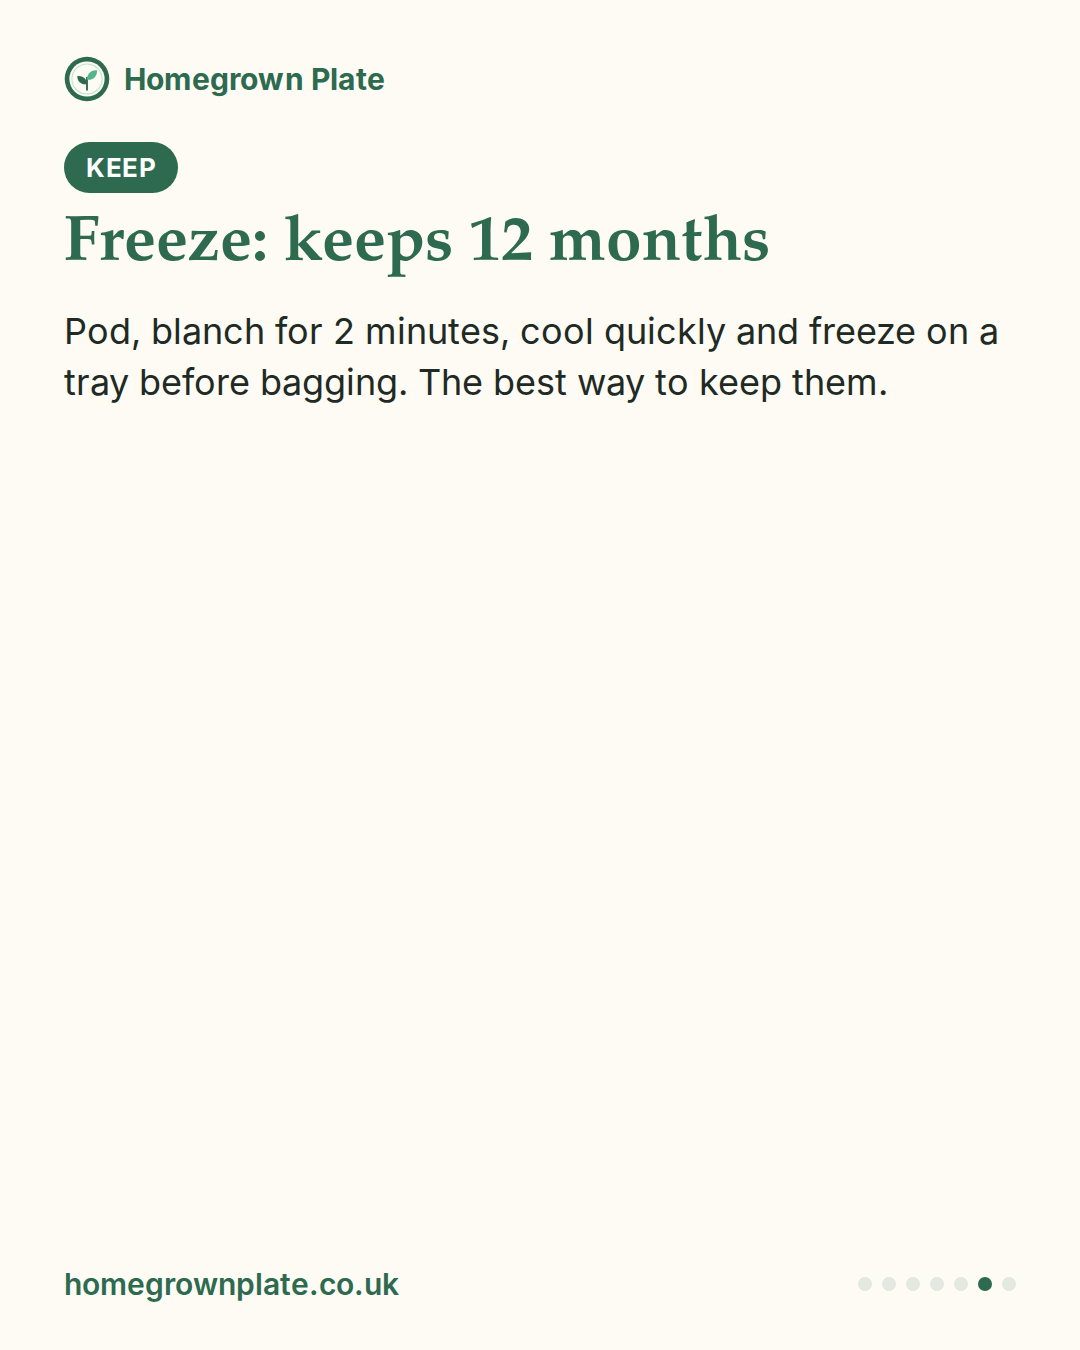 Homegrown Plate
KEEP
Freeze: keeps 12 months
Pod, blanch for 2 minutes, cool quickly and freeze on a
tray before bagging. The best way to keep them.
homegrownplate.co.uk